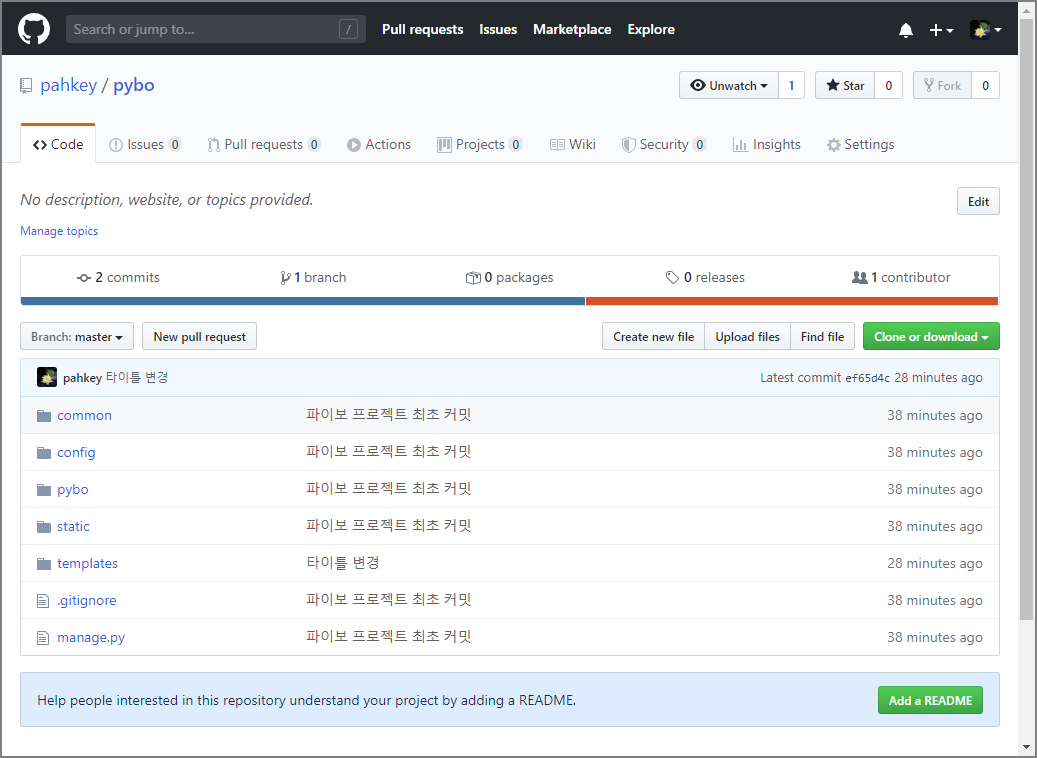 Search or jump to... / Pull requests Issues Marketplace Explore
pahkey / pybo Unwatch 1 Star 0 Fork 0
Code Issues 0 Pull requests 0 Actions Projects 0 Wiki Security 0 Insights Settings
No description, website, or topics provided. Edit
Manage topics
2 commits 1 branch 0 packages 0 releases 1 contributor
Branch: master New pull request Create new file Upload files Find file Clone or download
pahkey 타이틀 변경 Latest commit ef65d4c 28 minutes ago
common 파이보 프로젝트 최초 커밋 38 minutes ago
config 파이보 프로젝트 최초 커밋 38 minutes ago
pybo 파이보 프로젝트 최초 커밋 38 minutes ago
static 파이보 프로젝트 최초 커밋 38 minutes ago
templates 타이틀 변경 28 minutes ago
.gitignore 파이보 프로젝트 최초 커밋 38 minutes ago
manage.py 파이보 프로젝트 최초 커밋 38 minutes ago
Help people interested in this repository understand your project by adding a README. Add a README